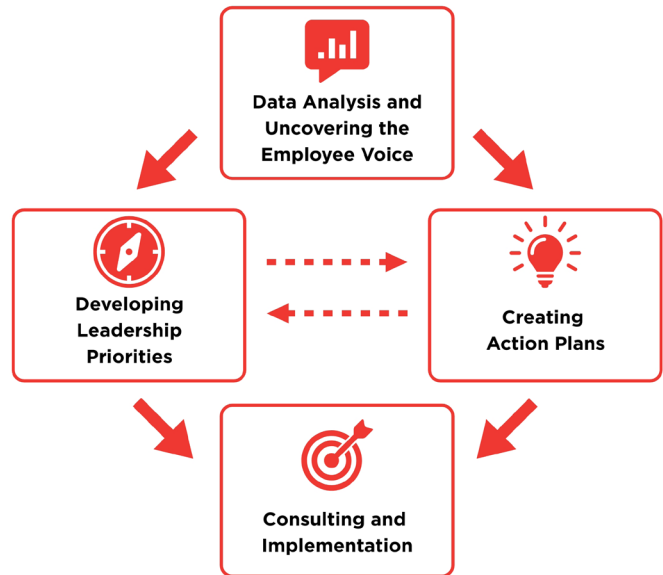 Data Analysis and
Uncovering the
Employee Voice
Developing
Leadership
Priorities
Creating
Action Plans
Consulting and
Implementation